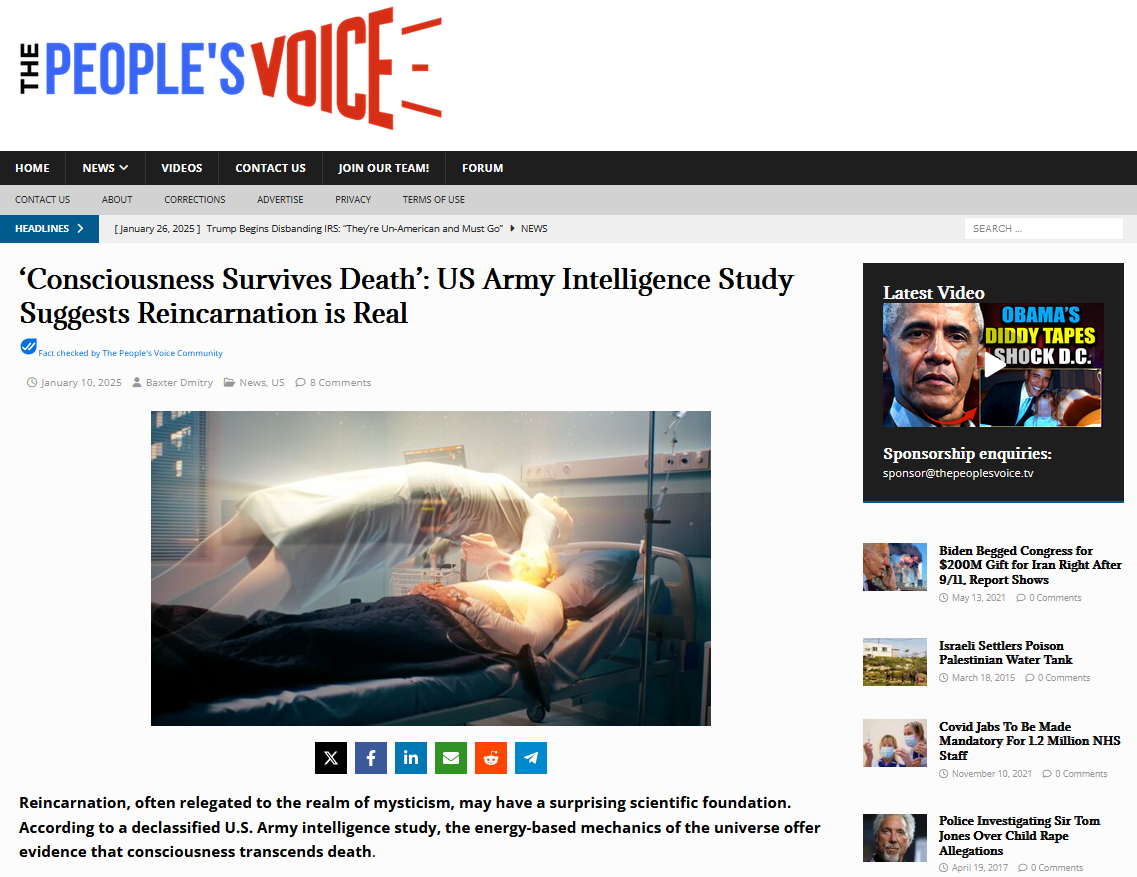 THE PEOPLE'S VOICE
HOME NEWS VIDEOS CONTACT US JOIN OUR TEAM! FORUM
CONTACT US ABOUT CORRECTIONS ADVERTISE PRIVACY TERMS OF USE
HEADLINES [ January 26, 2025 ] Trump Begins Disbanding IRS: “They’re Un-American and Must Go” NEWS SEARCH …
‘Consciousness Survives Death’: US Army Intelligence Study
Suggests Reincarnation is Real
Fact checked by The People's Voice Community
January 10, 2025 Baxter Dmitry News, US 8 Comments
X f in
Reincarnation, often relegated to the realm of mysticism, may have a surprising scientific foundation.
According to a declassified U.S. Army intelligence study, the energy-based mechanics of the universe offer
evidence that consciousness transcends death.
Latest Video
OBAMA'S
DIDDY TAPES
SHOCK D.C.
Sponsorship enquiries:
sponsor@thepeoplesvoice.tv
Biden Begged Congress for
$200M Gift for Iran Right After
9/11, Report Shows
May 13, 2021 0 Comments
Israeli Settlers Poison
Palestinian Water Tank
March 18, 2015 0 Comments
Covid Jabs To Be Made
Mandatory For 1.2 Million NHS
Staff
November 10, 2021 0 Comments
Police Investigating Sir Tom
Jones Over Child Rape
Allegations
April 19, 2017 0 Comments